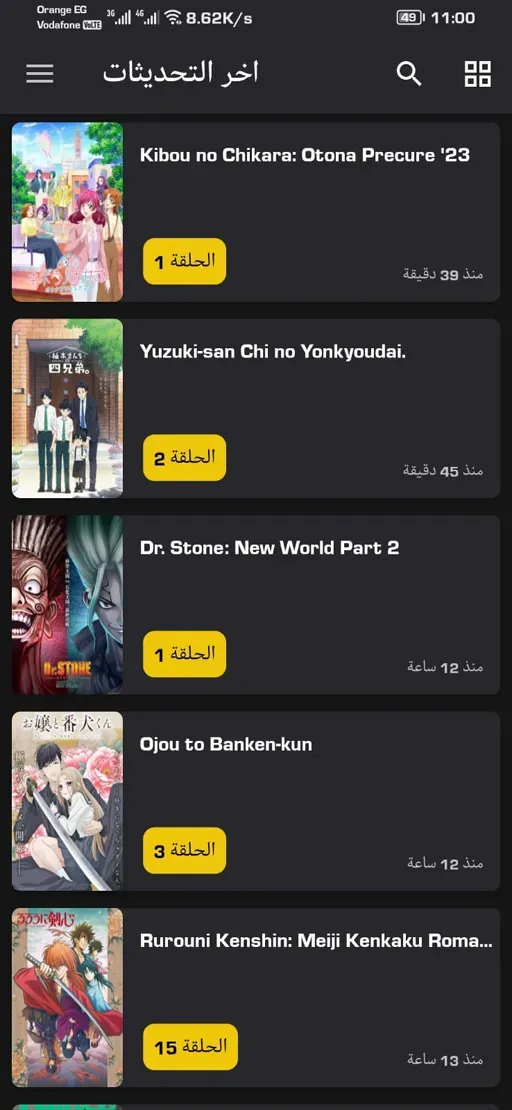 Orange EG
Vodafone VoLTE
3G 4G 8.62K/s 49 11:00
اخر التحديثات
Kibou no Chikara: Otona Precure '23
الحلقة 1
منذ 39 دقيقة
柚木さんちの
四兄弟。
Yuzuki-san Chi no Yonkyoudai.
الحلقة 2
منذ 45 دقيقة
Dr.STONE
Dr. Stone: New World Part 2
الحلقة 1
منذ 12 ساعة
お嬢と番犬くん
Ojou to Banken-kun
الحلقة 3
منذ 12 ساعة
るろうに剣心
Rurouni Kenshin: Meiji Kenkaku Roma...
الحلقة 15
منذ 13 ساعة